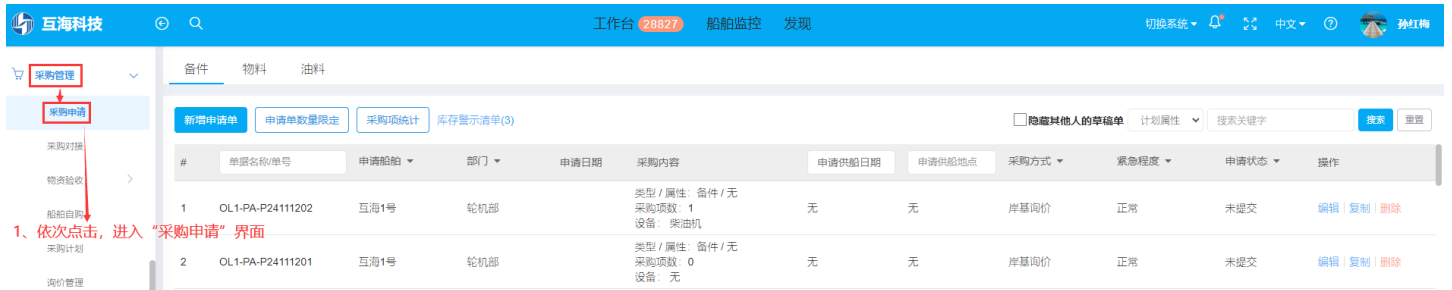 互海科技 工作台 28827 船舶监控 发现 切换系统 中文 孙红梅
采购管理 备件 物料 油料
采购申请 新增申请单 申请单数量限定 采购项统计 库存警示清单(3) 隐藏其他人的草稿单 计划属性 搜索关键字 搜索 重置
采购对接
# 单据名称/单号 申请船舶 部门 申请日期 采购内容 申请供船日期 申请供船地点 采购方式 紧急程度 申请状态 操作
物资验收
类型 / 属性: 备件 / 无
1 OL1-PA-P24111202 互海1号 轮机部 采购项数: 1 无 无 岸基询价 正常 未提交 编辑 复制 删除
船舶自购 设备: 柴油机
1、依次点击，进入“采购申请”界面
采购计划 类型 / 属性: 备件 / 无
2 OL1-PA-P24111201 互海1号 轮机部 采购项数: 0 无 无 岸基询价 正常 未提交 编辑 复制 删除
询价管理 设备: 无